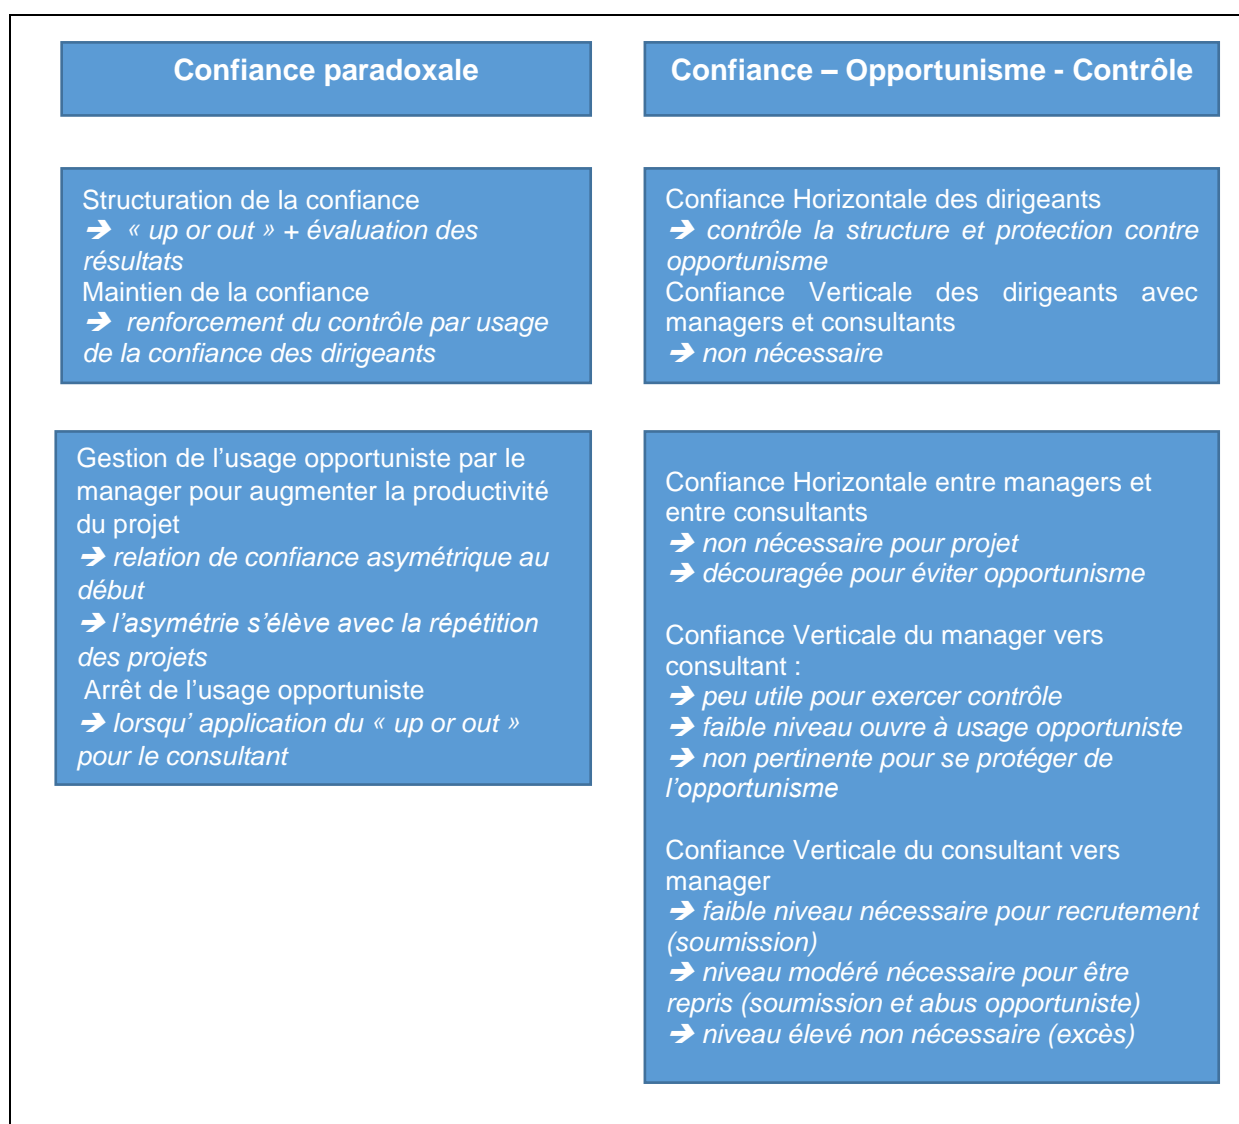 Confiance paradoxale
Confiance – Opportunisme - Contrôle
Structuration de la confiance
➔ « up or out » + évaluation des
résultats
Maintien de la confiance
➔ renforcement du contrôle par usage
de la confiance des dirigeants
Confiance Horizontale des dirigeants
➔ contrôle la structure et protection contre
opportunisme
Confiance Verticale des dirigeants avec
managers et consultants
➔ non nécessaire
Gestion de l’usage opportuniste par le
manager pour augmenter la productivité
du projet
➔ relation de confiance asymétrique au
début
➔ l’asymétrie s’élève avec la répétition
des projets
Arrêt de l’usage opportuniste
➔ lorsqu’ application du « up or out »
pour le consultant
Confiance Horizontale entre managers et
entre consultants
➔ non nécessaire pour projet
➔ découragée pour éviter opportunisme
Confiance Verticale du manager vers
consultant :
➔ peu utile pour exercer contrôle
➔ faible niveau ouvre à usage opportuniste
➔ non pertinente pour se protéger de
l’opportunisme
Confiance Verticale du consultant vers
manager
➔ faible niveau nécessaire pour recrutement
(soumission)
➔ niveau modéré nécessaire pour être
repris (soumission et abus opportuniste)
➔ niveau élevé non nécessaire (excès)